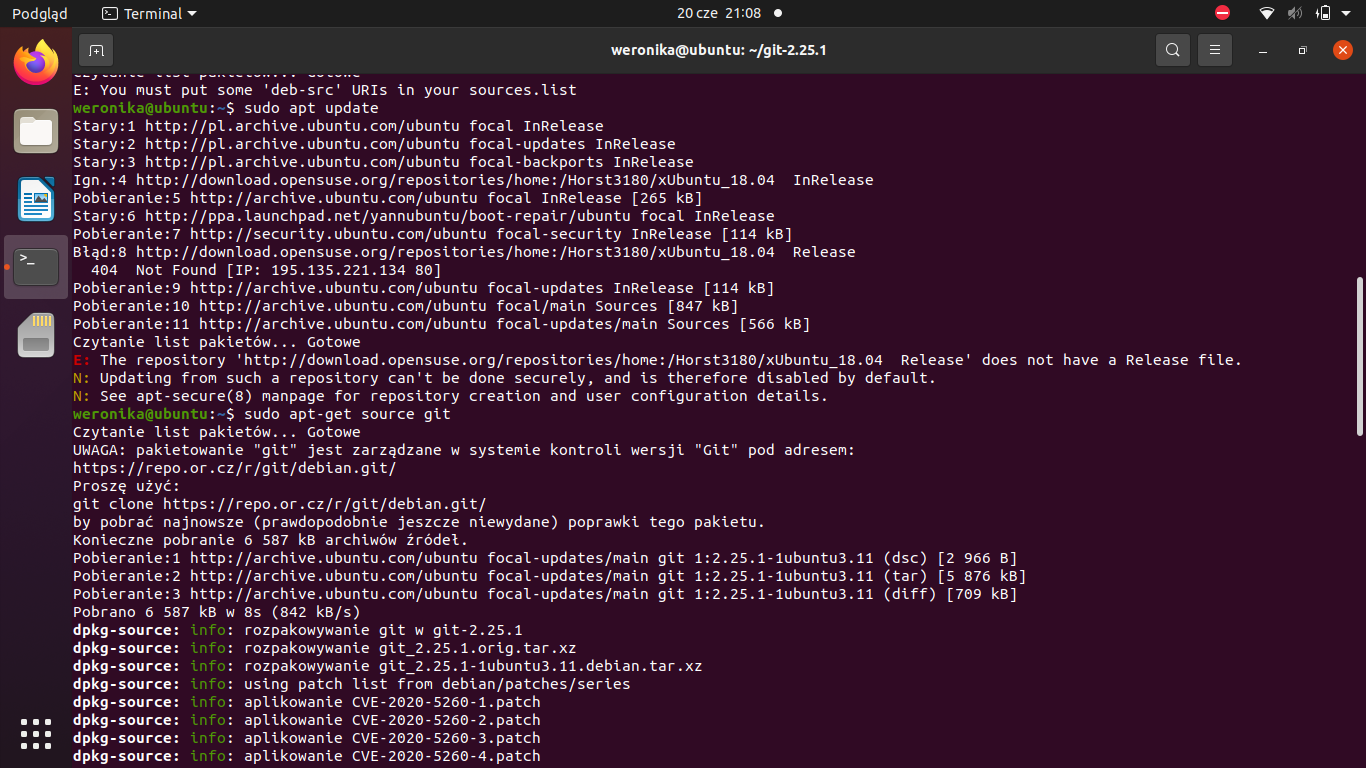 Podgląd
Terminal
20 cze 21:08
weronika@ubuntu: ~/git-2.25.1
Czytanie list pakietów... Gotowe
E: You must put some 'deb-src' URIs in your sources.list
weronika@ubuntu:~$ sudo apt update
Stary:1 http://pl.archive.ubuntu.com/ubuntu focal InRelease
Stary:2 http://pl.archive.ubuntu.com/ubuntu focal-updates InRelease
Stary:3 http://pl.archive.ubuntu.com/ubuntu focal-backports InRelease
Ign.:4 http://download.opensuse.org/repositories/home:/Horst3180/xUbuntu_18.04  InRelease
Pobieranie:5 http://archive.ubuntu.com/ubuntu focal InRelease [265 kB]
Stary:6 http://ppa.launchpad.net/yannubuntu/boot-repair/ubuntu focal InRelease
Pobieranie:7 http://security.ubuntu.com/ubuntu focal-security InRelease [114 kB]
Błąd:8 http://download.opensuse.org/repositories/home:/Horst3180/xUbuntu_18.04  Release
  404  Not Found [IP: 195.135.221.134 80]
Pobieranie:9 http://archive.ubuntu.com/ubuntu focal-updates InRelease [114 kB]
Pobieranie:10 http://archive.ubuntu.com/ubuntu focal/main Sources [847 kB]
Pobieranie:11 http://archive.ubuntu.com/ubuntu focal-updates/main Sources [566 kB]
Czytanie list pakietów... Gotowe
E: The repository 'http://download.opensuse.org/repositories/home:/Horst3180/xUbuntu_18.04  Release' does not have a Release file.
N: Updating from such a repository can't be done securely, and is therefore disabled by default.
N: See apt-secure(8) manpage for repository creation and user configuration details.
weronika@ubuntu:~$ sudo apt-get source git
Czytanie list pakietów... Gotowe
UWAGA: pakietowanie "git" jest zarządzane w systemie kontroli wersji "Git" pod adresem:
https://repo.or.cz/r/git/debian.git/
Proszę użyć:
git clone https://repo.or.cz/r/git/debian.git/
by pobrać najnowsze (prawdopodobnie jeszcze niewydane) poprawki tego pakietu.
Konieczne pobranie 6 587 kB archiwów źródeł.
Pobieranie:1 http://archive.ubuntu.com/ubuntu focal-updates/main git 1:2.25.1-1ubuntu3.11 (dsc) [2 966 B]
Pobieranie:2 http://archive.ubuntu.com/ubuntu focal-updates/main git 1:2.25.1-1ubuntu3.11 (tar) [5 876 kB]
Pobieranie:3 http://archive.ubuntu.com/ubuntu focal-updates/main git 1:2.25.1-1ubuntu3.11 (diff) [709 kB]
Pobrano 6 587 kB w 8s (842 kB/s)
dpkg-source: info: rozpakowywanie git w git-2.25.1
dpkg-source: info: rozpakowywanie git_2.25.1.orig.tar.xz
dpkg-source: info: rozpakowywanie git_2.25.1-1ubuntu3.11.debian.tar.xz
dpkg-source: info: using patch list from debian/patches/series
dpkg-source: info: aplikowanie CVE-2020-5260-1.patch
dpkg-source: info: aplikowanie CVE-2020-5260-2.patch
dpkg-source: info: aplikowanie CVE-2020-5260-3.patch
dpkg-source: info: aplikowanie CVE-2020-5260-4.patch